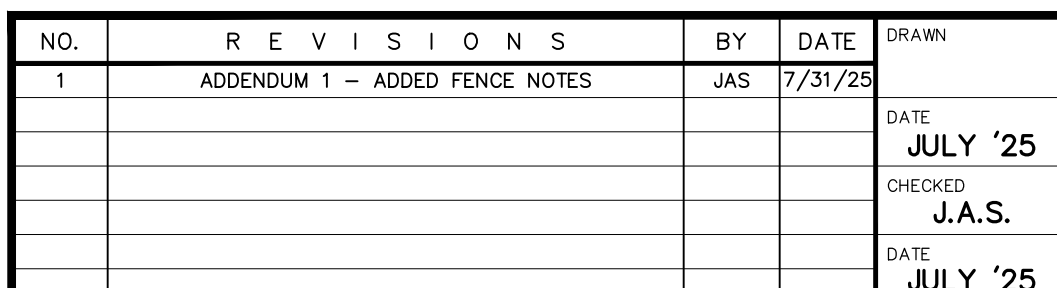 NO. REVISIONS BY DATE
1 ADDENDUM 1 – ADDED FENCE NOTES JAS 7/31/25
DRAWN
DATE
JULY '25
CHECKED
J.A.S.
DATE
JULY '25